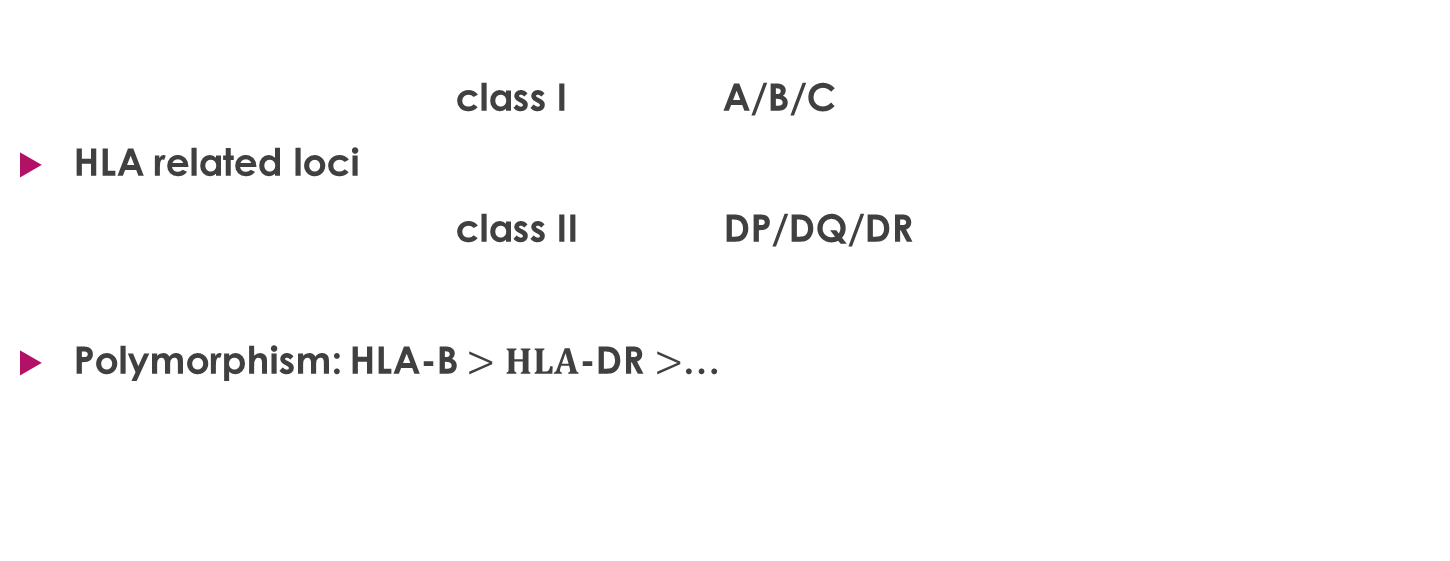 class I A/B/C
HLA related loci
class II DP/DQ/DR
Polymorphism: HLA-B > HLA-DR >…